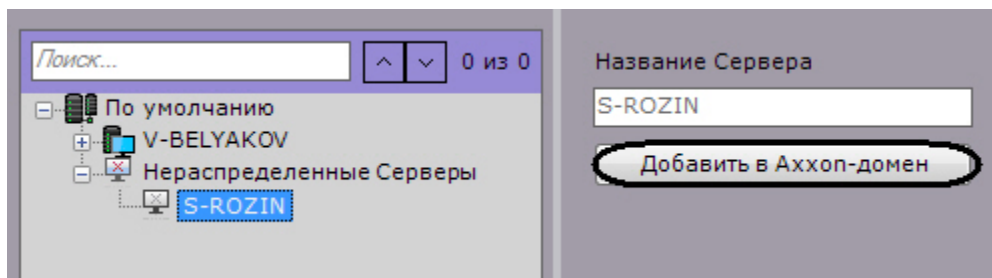 Поиск...
0 из 0
По умолчанию
V-BELYAKOV
Нераспределенные Серверы
S-ROZIN
Название Сервера
S-ROZIN
Добавить в Axxon-домен